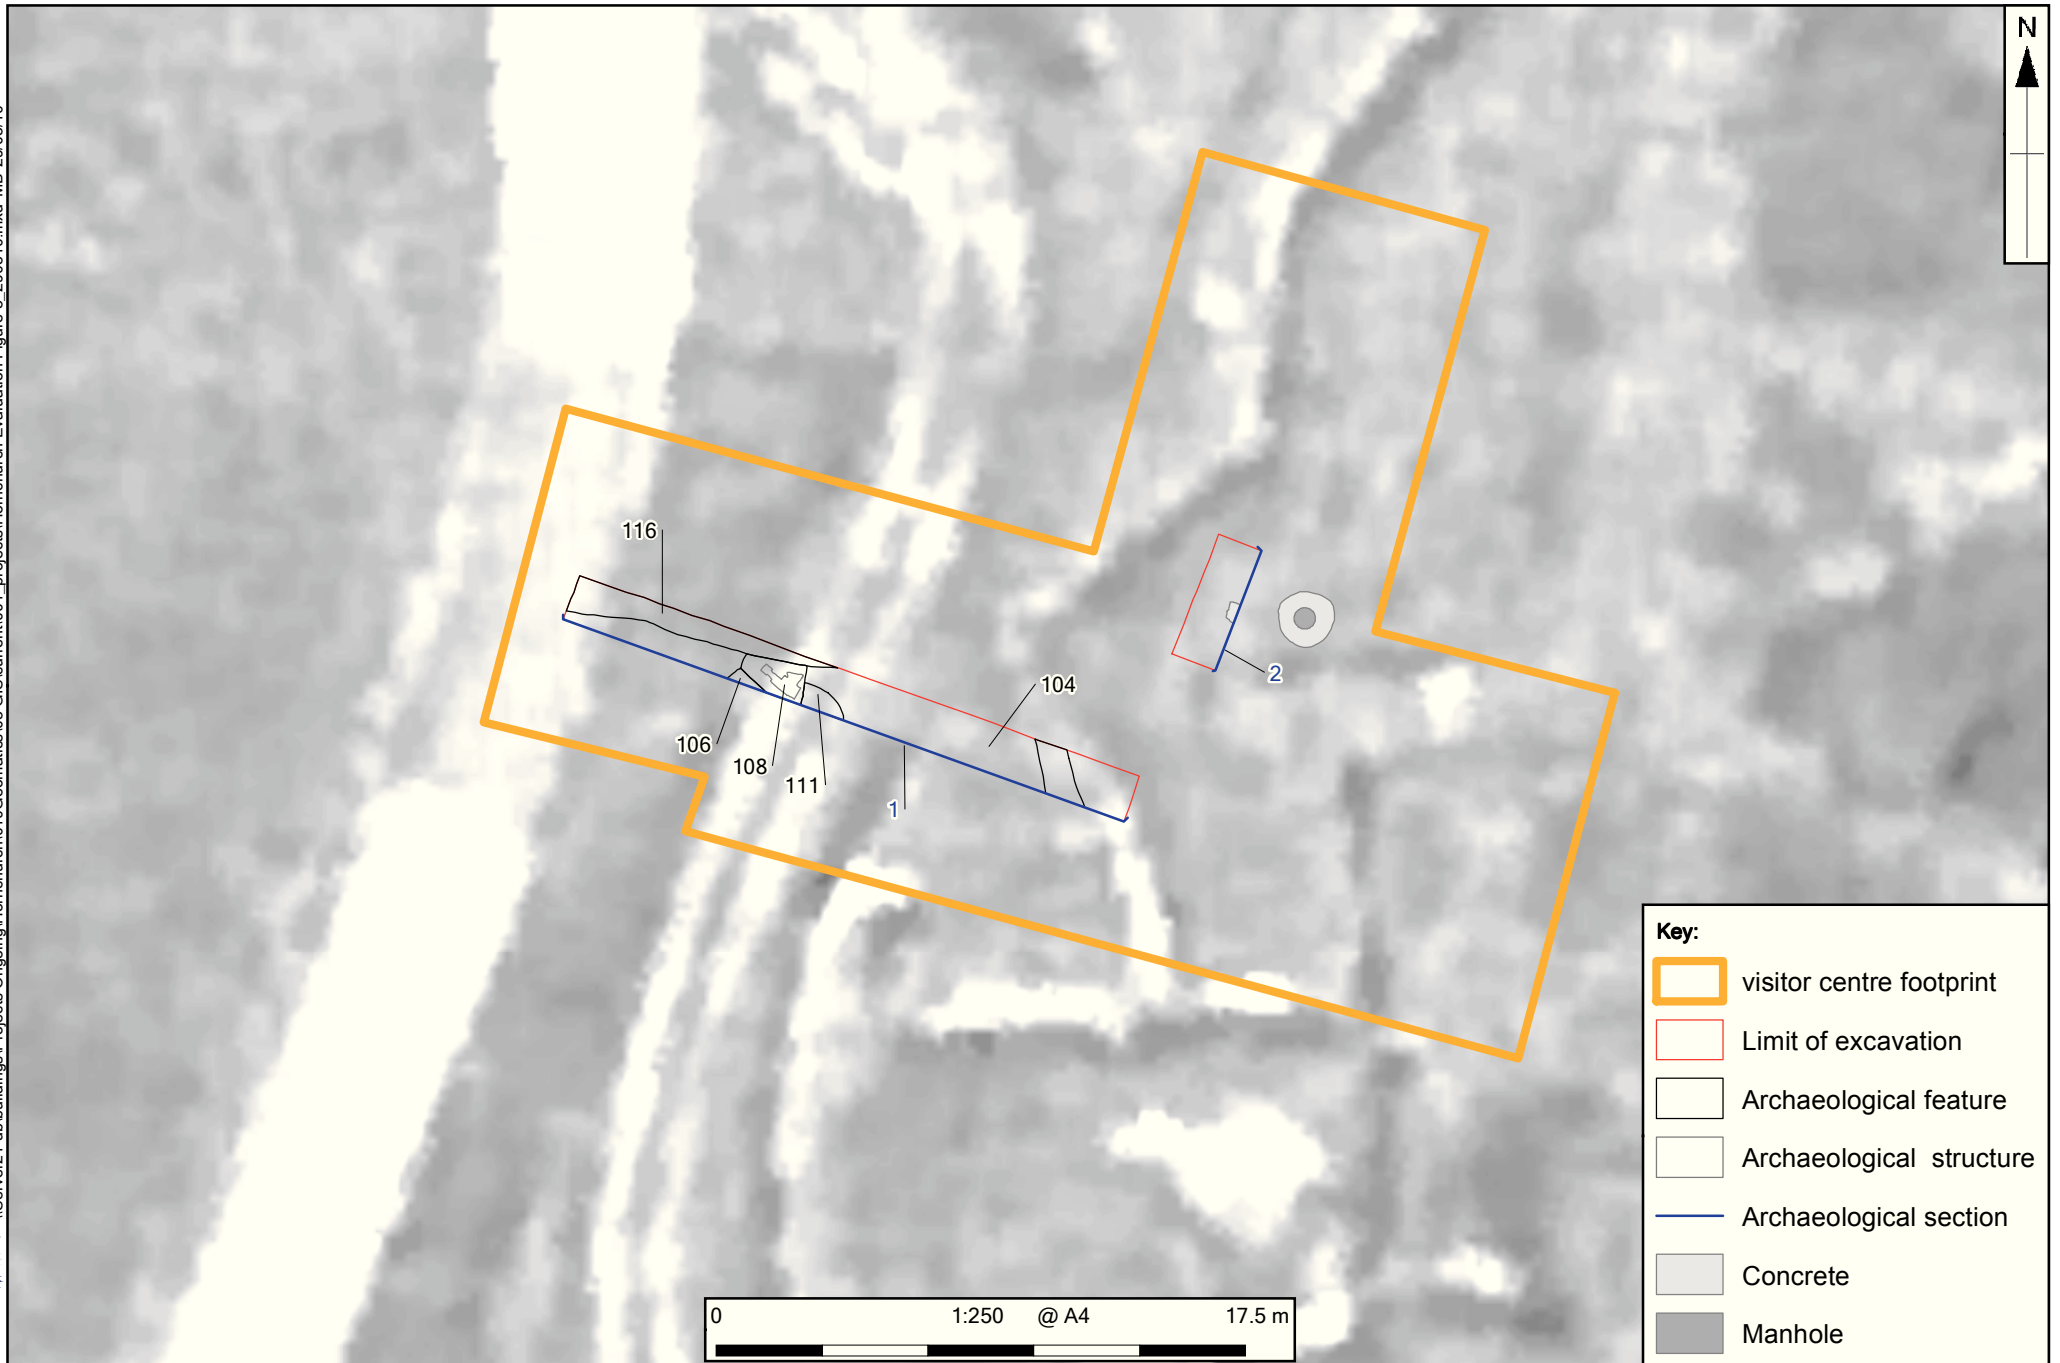 N
116
104
2
106
108
111
1
Key:
visitor centre footprint
Limit of excavation
Archaeological feature
Archaeological structure
Archaeological section
Concrete
Manhole
0 1:250 @ A4 17.5 m